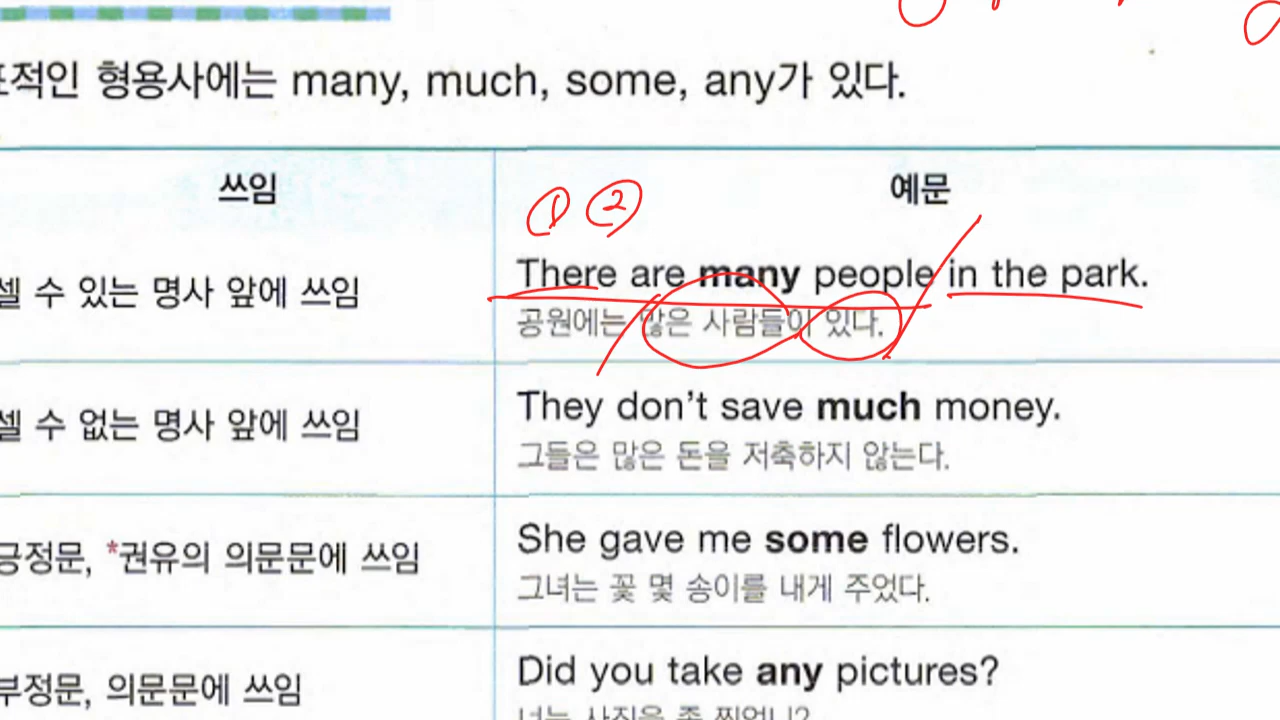 적인 형용사에는 many, much, some, any가 있다.
쓰임
예문
① ②
셀 수 있는 명사 앞에 쓰임
There are many people in the park.
공원에는 많은 사람들이 있다.
셀 수 없는 명사 앞에 쓰임
They don't save much money.
그들은 많은 돈을 저축하지 않는다.
긍정문, *권유의 의문문에 쓰임
She gave me some flowers.
그녀는 꽃 몇 송이를 내게 주었다.
부정문, 의문문에 쓰임
Did you take any pictures?